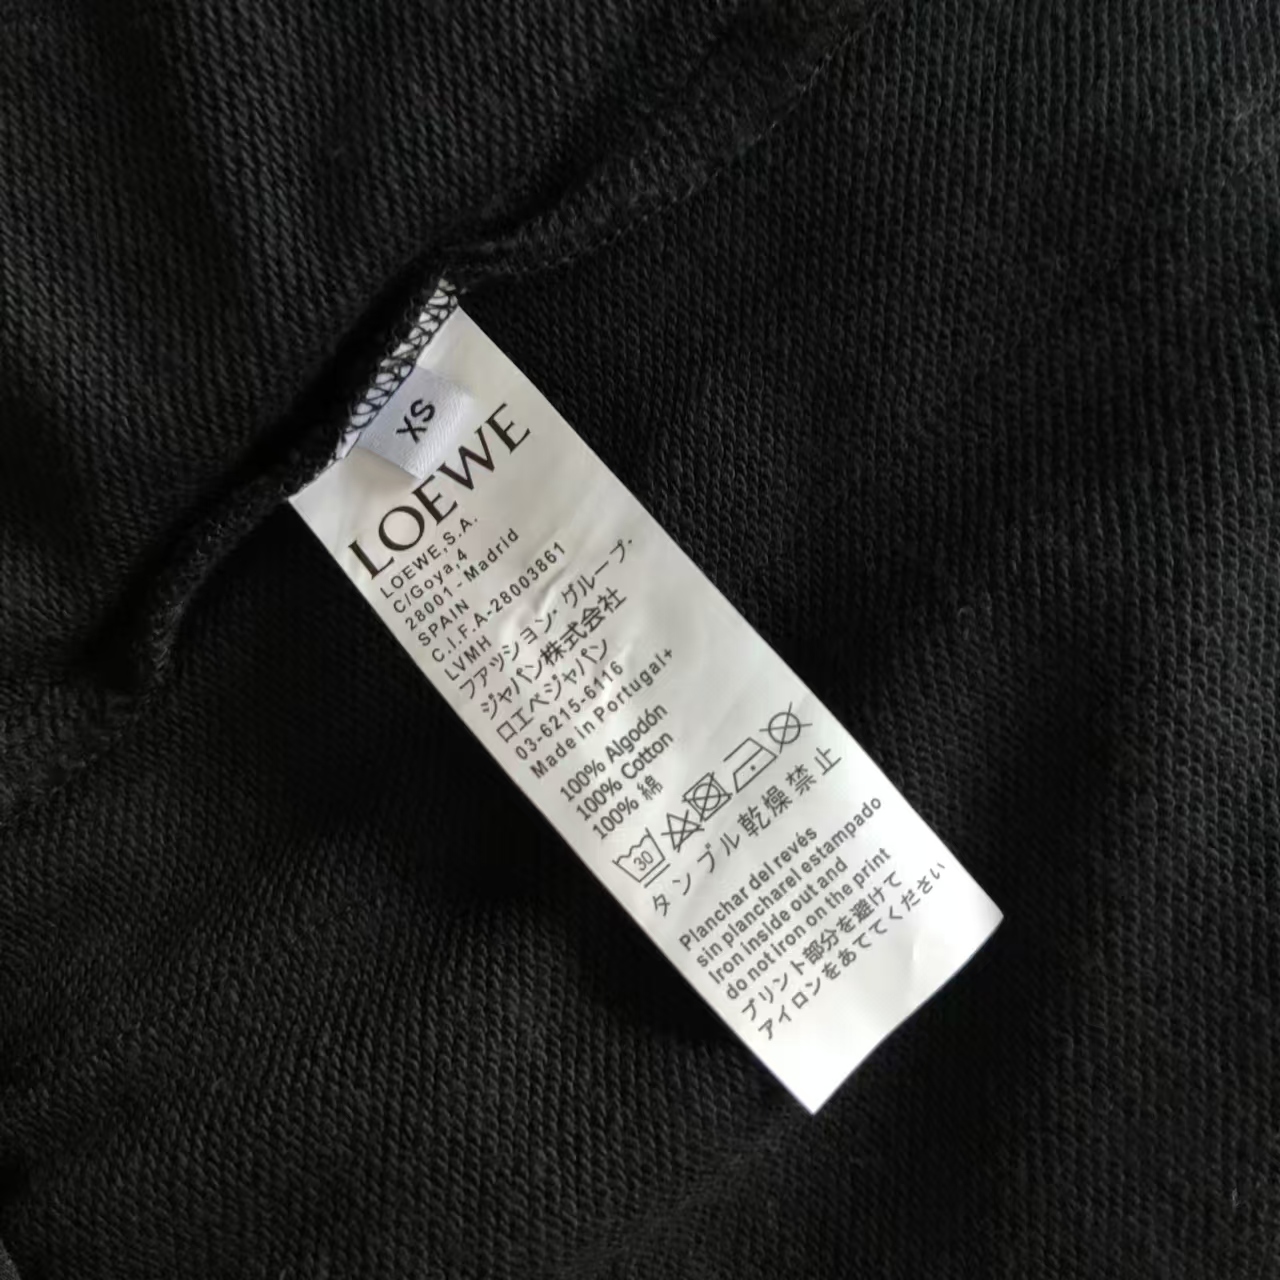 XS
LOEWE
LOEWE,S.A.
C/Goya,4
28001 - Madrid
SPAIN
C.I.F.A-28003861
LVMH
ファッション・グループ・
ジャパン株式会社
ロエベジャパン
03-6215-6116
Made in Portugal+
100% Algodón
100% Cotton
100% 綿
30
タンブル乾燥禁止
Planchar del revés
sin plancharel estampado
Iron inside out and
do not iron on the print
プリント部分を避けて
アイロンをあててください